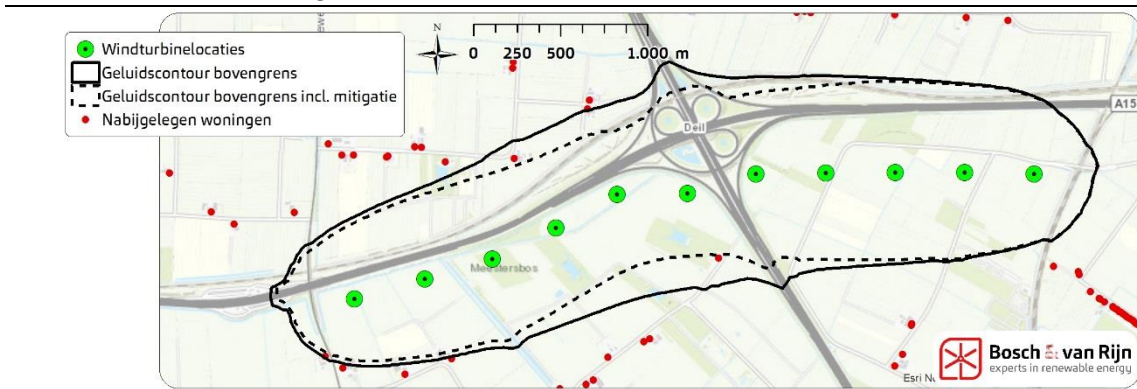 Windturbinelocaties
Geluidscontour bovengrens
Geluidscontour bovengrens incl. mitigatie
Nabijgelegen woningen
N
0 250 500 1.000 m
A15
Deil
Meestersbos
Bosch & van Rijn
experts in renewable energy
Esri